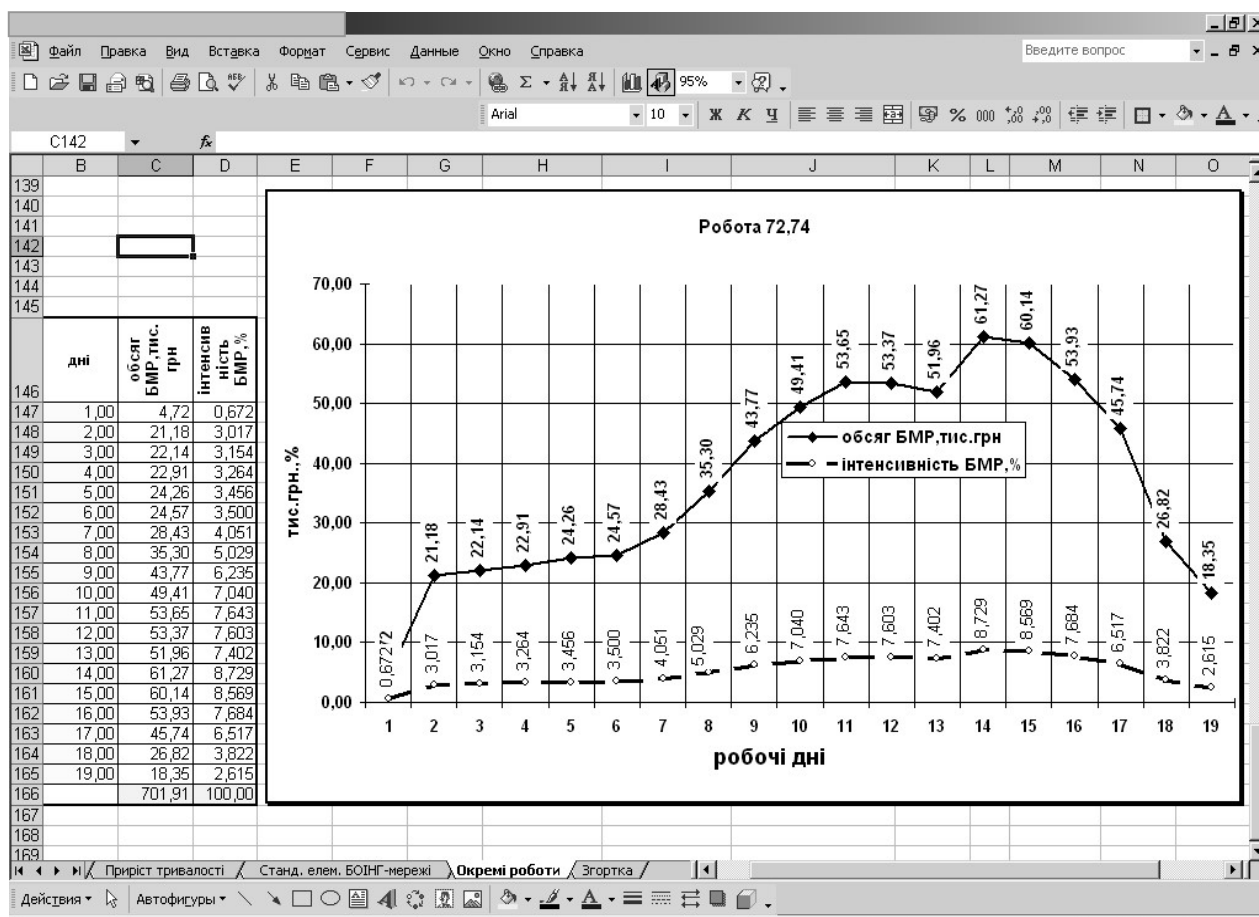 Файл Правка Вид Вставка Формат Сервис Данные Окно Справка Введите вопрос
95%
Arial 10 Ж К Ч % 000
C142 fx
B C D E F G H I J K L M N O
139
140
141
142
143
144
145
146 дні обсяг БМР,тис. грн інтенсив ність БМР,%
147 1,00 4,72 0,672
148 2,00 21,18 3,017
149 3,00 22,14 3,154
150 4,00 22,91 3,264
151 5,00 24,26 3,456
152 6,00 24,57 3,500
153 7,00 28,43 4,051
154 8,00 35,30 5,029
155 9,00 43,77 6,235
156 10,00 49,41 7,040
157 11,00 53,65 7,643
158 12,00 53,37 7,603
159 13,00 51,96 7,402
160 14,00 61,27 8,729
161 15,00 60,14 8,569
162 16,00 53,93 7,684
163 17,00 45,74 6,517
164 18,00 26,82 3,822
165 19,00 18,35 2,615
166 701,91 100,00
167
168
169
Робота 72,74
тис.грн.,%
70,00
60,00
50,00
40,00
30,00
20,00
10,00
0,00
21,18 22,14 22,91 24,26 24,57 28,43 35,30 43,77 49,41 53,65 53,37 51,96 61,27 60,14 53,93 45,74 26,82 18,35
обсяг БМР,тис.грн
інтенсивність БМР,%
0,672 3,017 3,154 3,264 3,456 3,500 4,051 5,029 6,235 7,040 7,643 7,603 7,402 8,729 8,569 7,684 6,517 3,822 2,615
1 2 3 4 5 6 7 8 9 10 11 12 13 14 15 16 17 18 19
робочі дні
Приріст тривалості Станд. елем. БОІНГ-мережі Окремі роботи Згортка
Действия Автофигуры